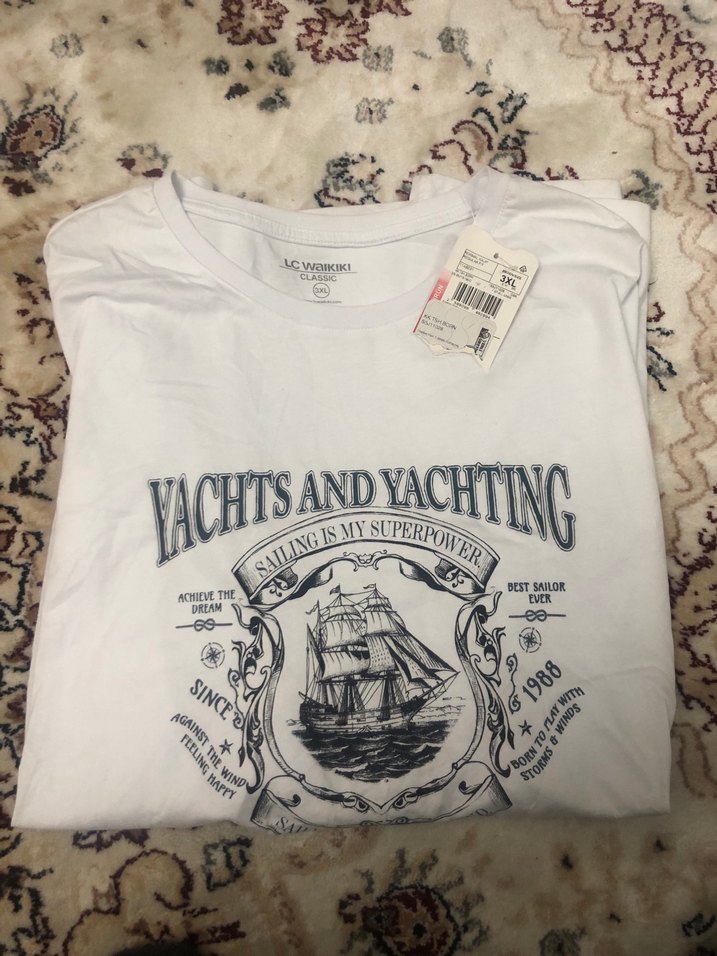 LC WAIKIKI
CLASSIC
3XL
3XL
YACHTS AND YACHTING
SAILING IS MY SUPERPOWER
ACHIEVE THE
DREAM
BEST SAILOR
EVER
SINCE
1988
AGAINST THE WIND
FEELING HAPPY
BORN TO PLAY WITH
STORMS & WINDS